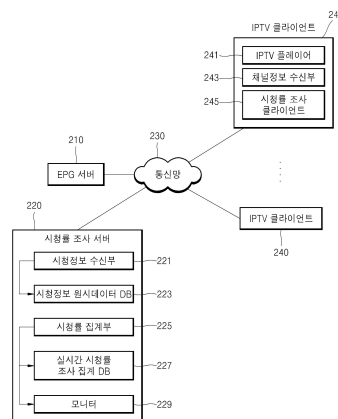 IPTV 클라이언트
24
241
IPTV 플레이어
243
채널정보 수신부
245
시청률 조사
클라이언트
230
통신망
210
EPG 서버
220
시청률 조사 서버
시청정보 수신부
221
시청정보 원시데이터 DB
223
시청률 집계부
225
실시간 시청률
조사 집계 DB
227
모니터
229
IPTV 클라이언트
240